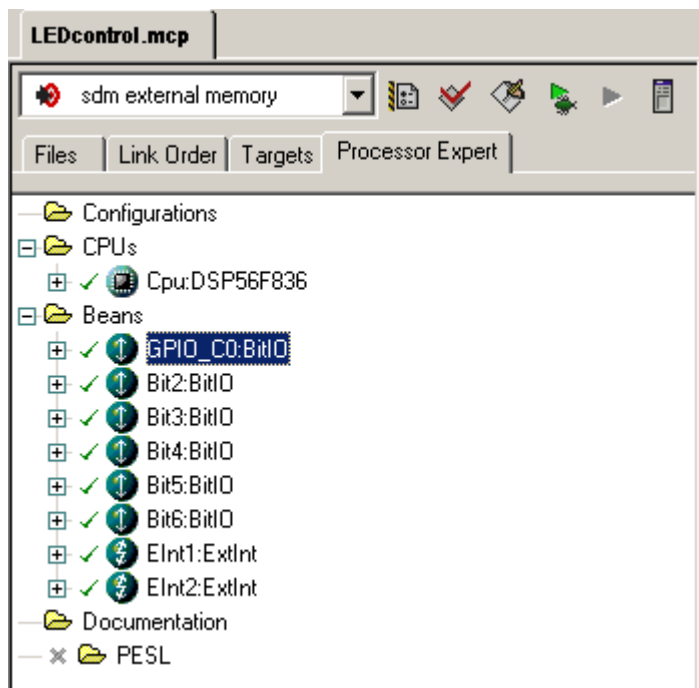 LEDcontrol.mcp
sdm external memory
Files Link Order Targets Processor Expert
Configurations
CPUs
Cpu:DSP56F836
Beans
GPIO_C0:BitIO
Bit2:BitIO
Bit3:BitIO
Bit4:BitIO
Bit5:BitIO
Bit6:BitIO
EInt1:ExtInt
EInt2:ExtInt
Documentation
PESL